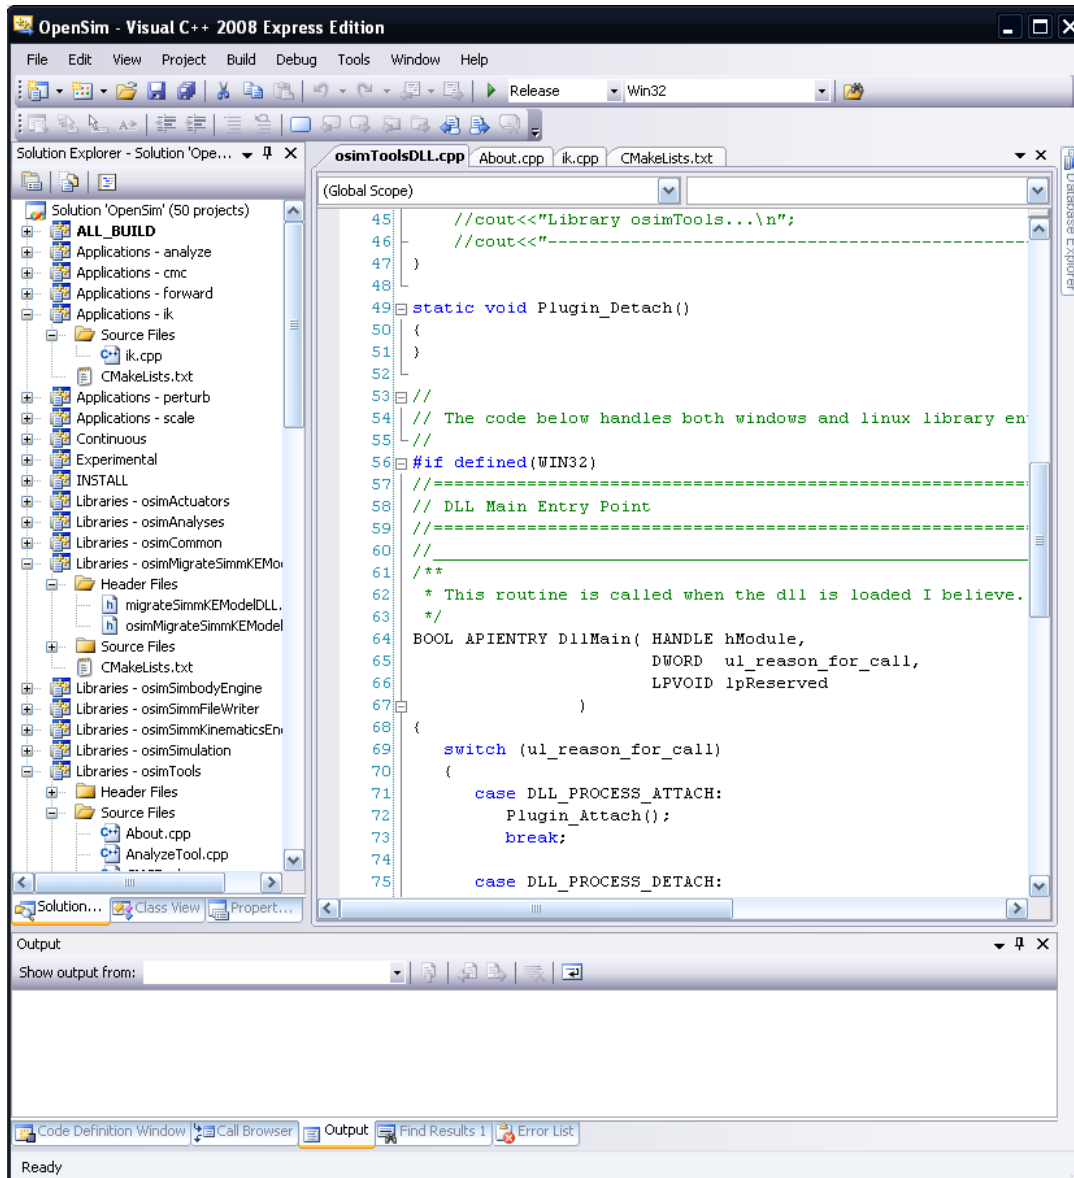 OpenSim - Visual C++ 2008 Express Edition
File Edit View Project Build Debug Tools Window Help
Release Win32
Solution Explorer - Solution 'Ope...
Solution 'OpenSim' (50 projects)
ALL_BUILD
Applications - analyze
Applications - cmc
Applications - forward
Applications - ik
Source Files
ik.cpp
CMakeLists.txt
Applications - perturb
Applications - scale
Continuous
Experimental
INSTALL
Libraries - osimActuators
Libraries - osimAnalyses
Libraries - osimCommon
Libraries - osimMigrateSimmKEMo
Header Files
migrateSimmKEModelDLL.
osimMigrateSimmKEModel
Source Files
CMakeLists.txt
Libraries - osimSimbodyEngine
Libraries - osimSimmFileWriter
Libraries - osimSimmKinematicsEn
Libraries - osimSimulation
Libraries - osimTools
Header Files
Source Files
About.cpp
AnalyzeTool.cpp
Solution... Class View Propert...
osimToolsDLL.cpp About.cpp ik.cpp CMakeLists.txt
(Global Scope)
45 //cout<<"Library osimTools...\n";
46 //cout<<"-----------------------------------------------
47 }
48
49 static void Plugin_Detach()
50 {
51 }
52
53 //
54 // The code below handles both windows and linux library en
55 //
56 #if defined(WIN32)
57 //==========================================================
58 // DLL Main Entry Point
59 //==========================================================
60 //__________________________________________________________
61 /**
62 * This routine is called when the dll is loaded I believe.
63 */
64 BOOL APIENTRY DllMain( HANDLE hModule,
65 DWORD ul_reason_for_call,
66 LPVOID lpReserved
67 )
68 {
69 switch (ul_reason_for_call)
70 {
71 case DLL_PROCESS_ATTACH:
72 Plugin_Attach();
73 break;
74
75 case DLL_PROCESS_DETACH:
Database Explorer
Output
Show output from:
Code Definition Window Call Browser Output Find Results 1 Error List
Ready